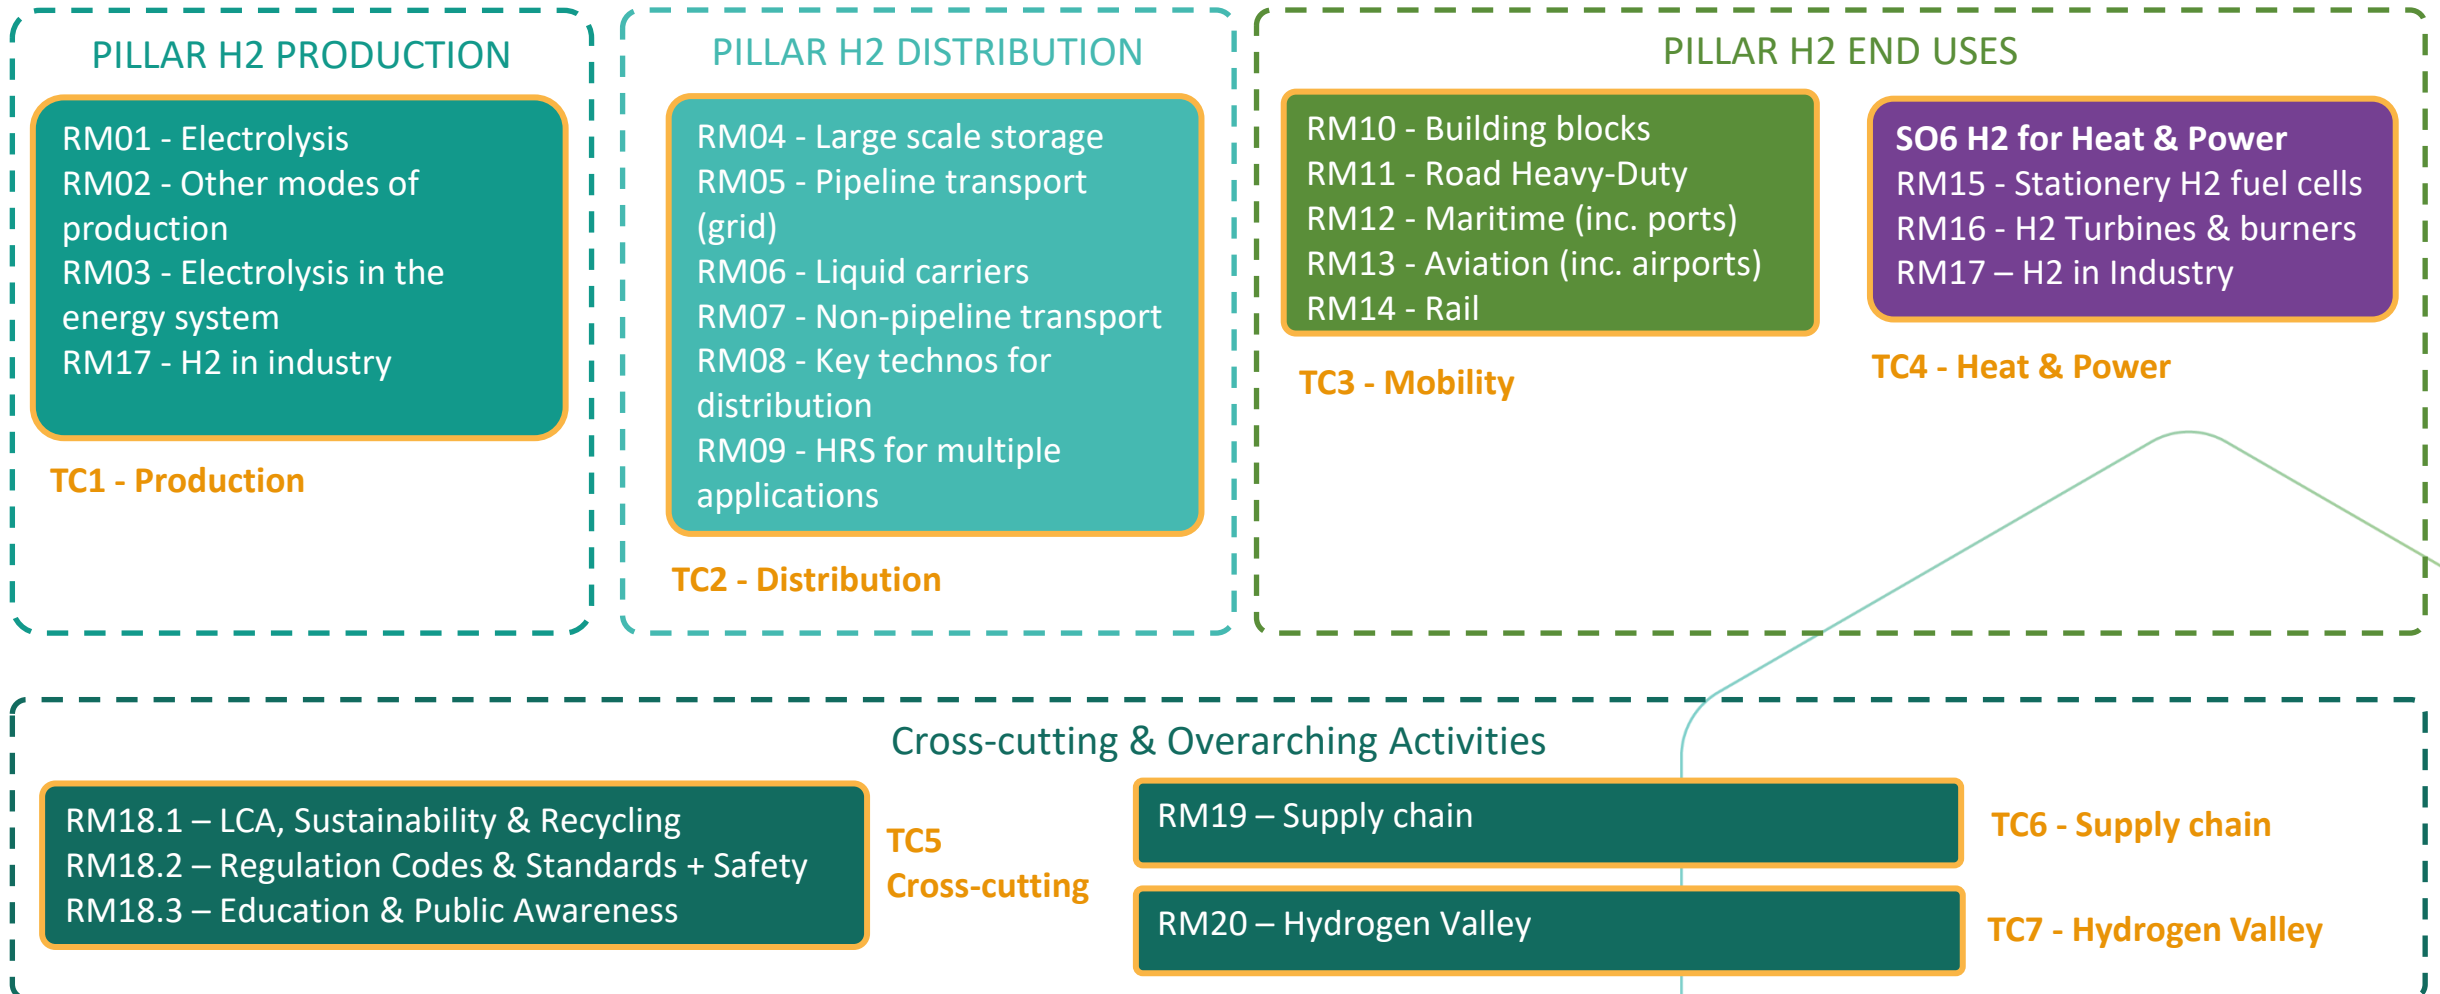 PILLAR H2 PRODUCTION
RM01 - Electrolysis
RM02 - Other modes of
production
RM03 - Electrolysis in the
energy system
RM17 - H2 in industry
TC1 - Production
PILLAR H2 DISTRIBUTION
RM04 - Large scale storage
RM05 - Pipeline transport
(grid)
RM06 - Liquid carriers
RM07 - Non-pipeline transport
RM08 - Key technos for
distribution
RM09 - HRS for multiple
applications
TC2 - Distribution
PILLAR H2 END USES
RM10 - Building blocks
RM11 - Road Heavy-Duty
RM12 - Maritime (inc. ports)
RM13 - Aviation (inc. airports)
RM14 - Rail
TC3 - Mobility
SO6 H2 for Heat & Power
RM15 - Stationery H2 fuel cells
RM16 - H2 Turbines & burners
RM17 – H2 in Industry
TC4 - Heat & Power
Cross-cutting & Overarching Activities
RM18.1 – LCA, Sustainability & Recycling
RM18.2 – Regulation Codes & Standards + Safety
RM18.3 – Education & Public Awareness
TC5
Cross-cutting
RM19 – Supply chain
TC6 - Supply chain
RM20 – Hydrogen Valley
TC7 - Hydrogen Valley